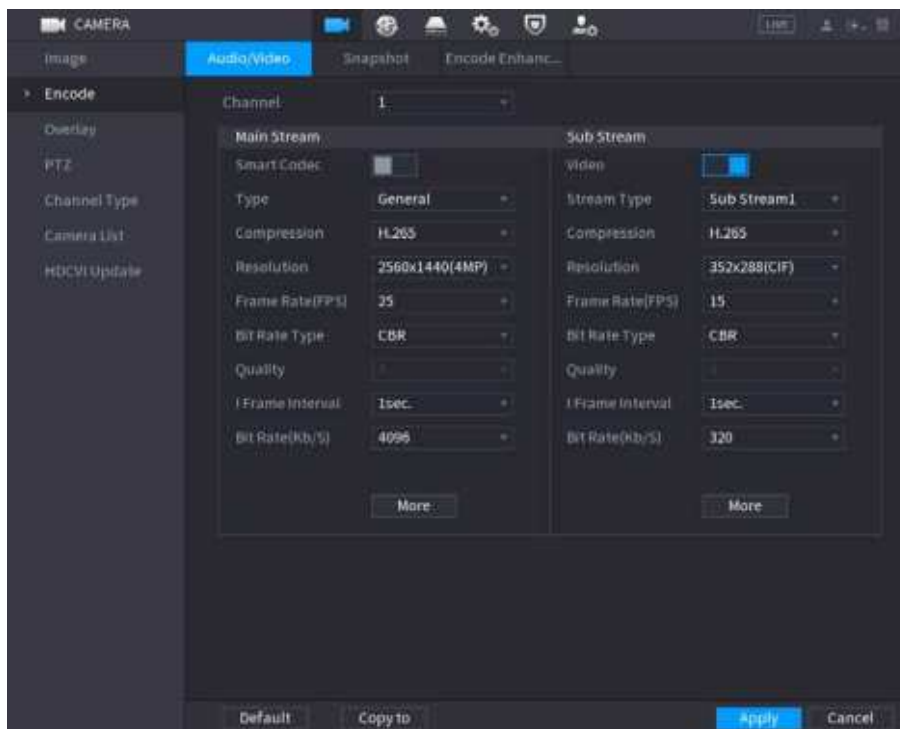 CAMERA
LIVE
Image
Audio/Video Snapshot Encode Enhanc...
Encode
Channel 1
Overlay
Main Stream Sub Stream
PTZ
Smart Codec Video
Channel Type
Type General Stream Type Sub Stream1
Camera List
Compression H.265 Compression H.265
HDCVI Update
Resolution 2560x1440(4MP) Resolution 352x288(CIF)
Frame Rate(FPS) 25 Frame Rate(FPS) 15
Bit Rate Type CBR Bit Rate Type CBR
Quality Quality
I Frame Interval 1sec. I Frame Interval 1sec.
Bit Rate(Kb/S) 4096 Bit Rate(Kb/S) 320
More More
Default Copy to Apply Cancel